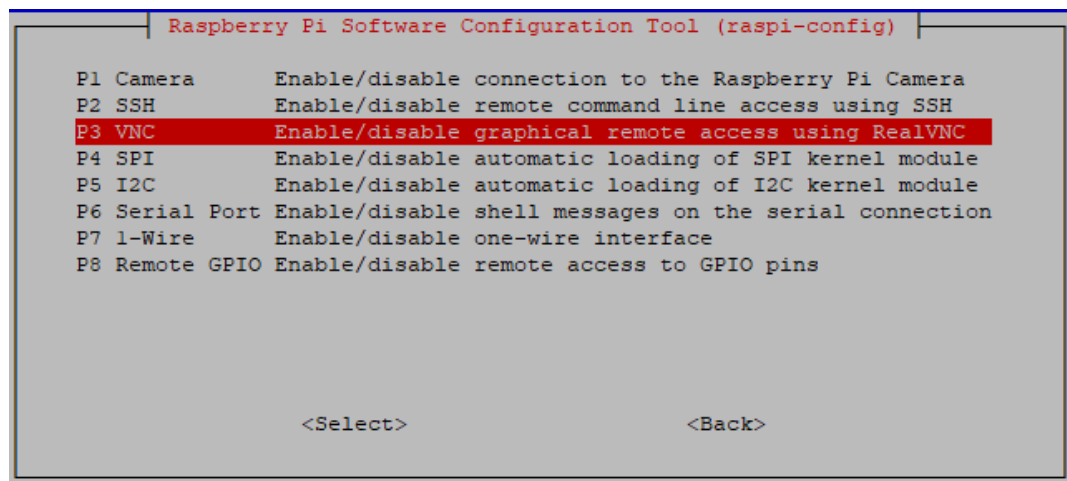 Raspberry Pi Software Configuration Tool (raspi-config)
P1 Camera Enable/disable connection to the Raspberry Pi Camera
P2 SSH Enable/disable remote command line access using SSH
P3 VNC Enable/disable graphical remote access using RealVNC
P4 SPI Enable/disable automatic loading of SPI kernel module
P5 I2C Enable/disable automatic loading of I2C kernel module
P6 Serial Port Enable/disable shell messages on the serial connection
P7 1-Wire Enable/disable one-wire interface
P8 Remote GPIO Enable/disable remote access to GPIO pins
<Select> <Back>